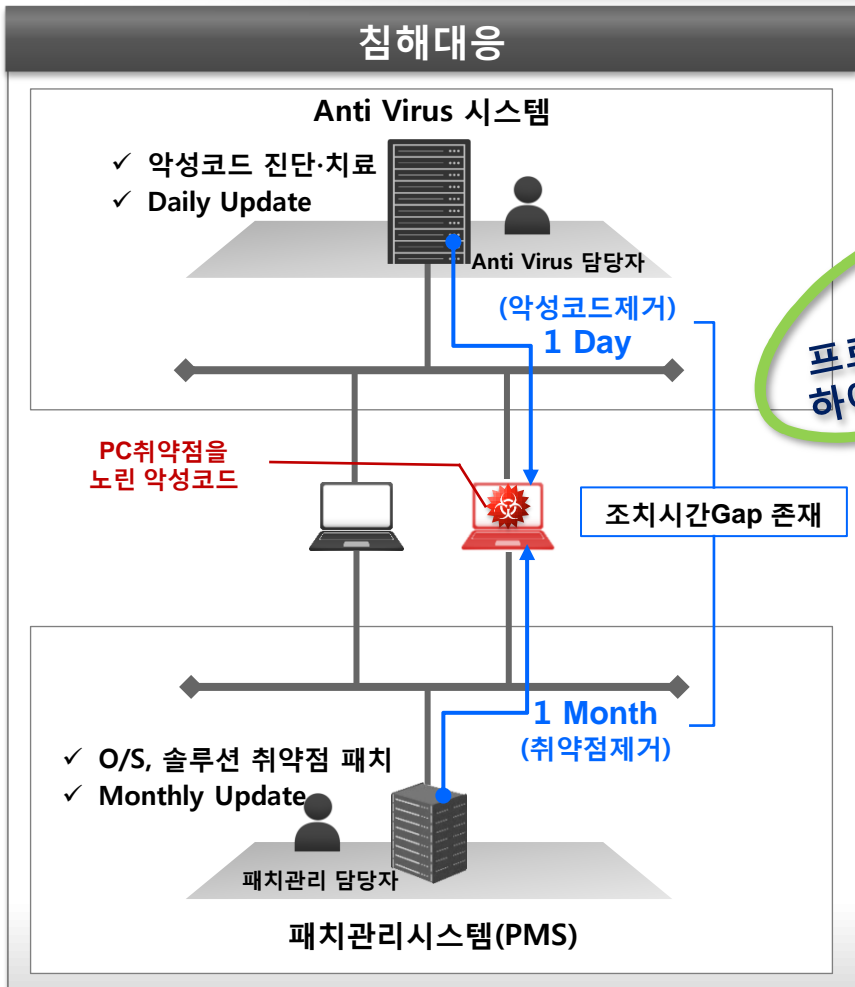 침해대응
Anti Virus 시스템
✓ 악성코드 진단·치료
✓ Daily Update
Anti Virus 담당자
(악성코드제거)
1 Day
PC취약점을
노린 악성코드
조치시간Gap 존재
1 Month
(취약점제거)
✓ O/S, 솔루션 취약점 패치
✓ Monthly Update
패치관리 담당자
패치관리시스템(PMS)